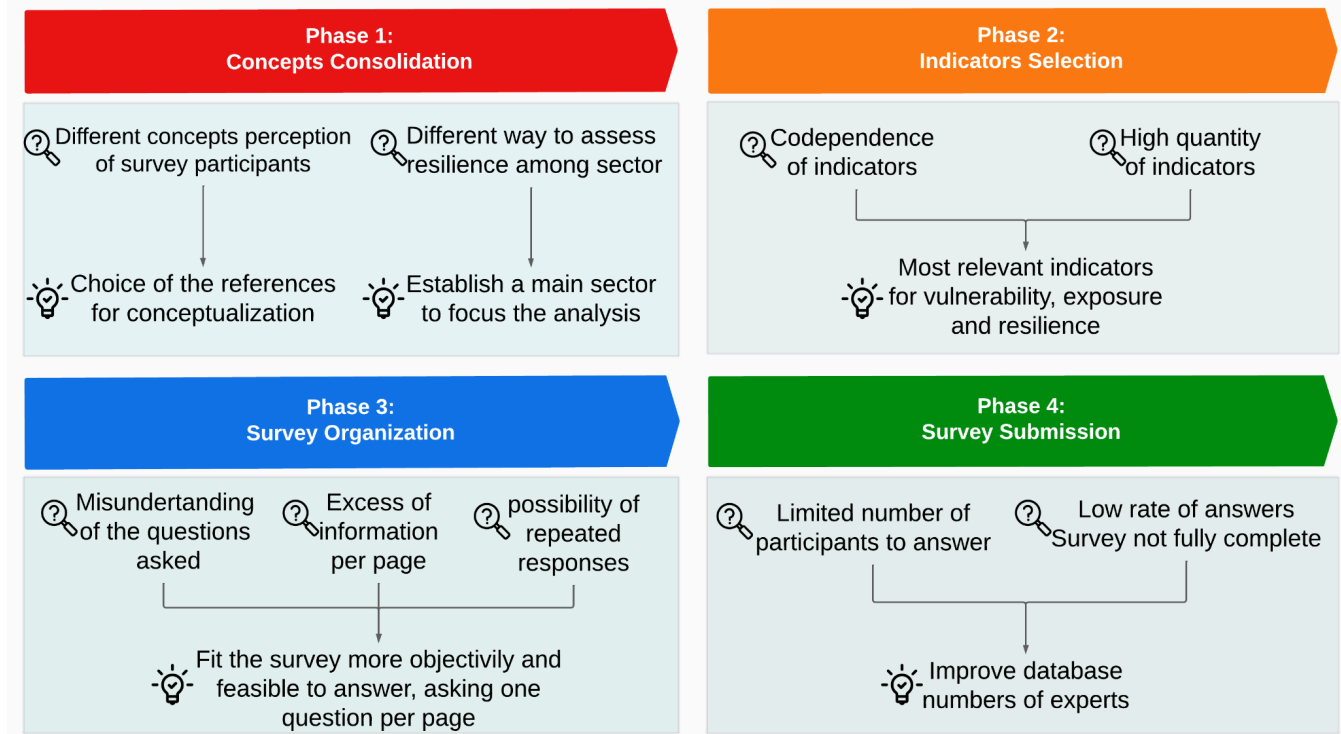 Phase 1:
Concepts Consolidation
Different concepts perception
of survey participants
Different way to assess
resilience among sector
Choice of the references
for conceptualization
Establish a main sector
to focus the analysis
Phase 2:
Indicators Selection
Codependence
of indicators
High quantity
of indicators
Most relevant indicators
for vulnerability, exposure
and resilience
Phase 3:
Survey Organization
Misundertanding
of the questions
asked
Excess of
information
per page
possibility of
repeated
responses
Fit the survey more objectivily and
feasible to answer, asking one
question per page
Phase 4:
Survey Submission
Limited number of
participants to answer
Low rate of answers
Survey not fully complete
Improve database
numbers of experts